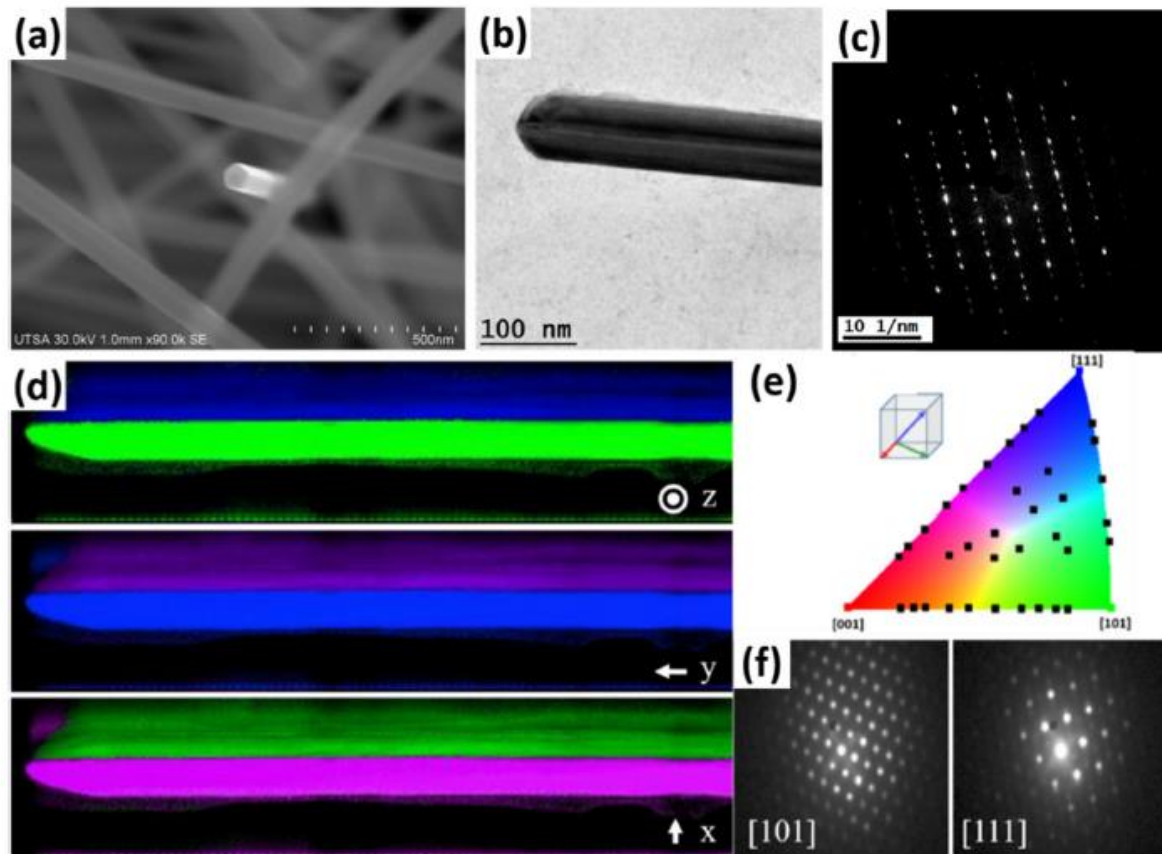 (a)
UTSA 30.0kV 1.0mm x90.0k SE
500nm
(b)
100 nm
(c)
10 1/nm
(d)
z
y
x
(e)
[111]
[001]
[101]
(f)
[101]
[111]